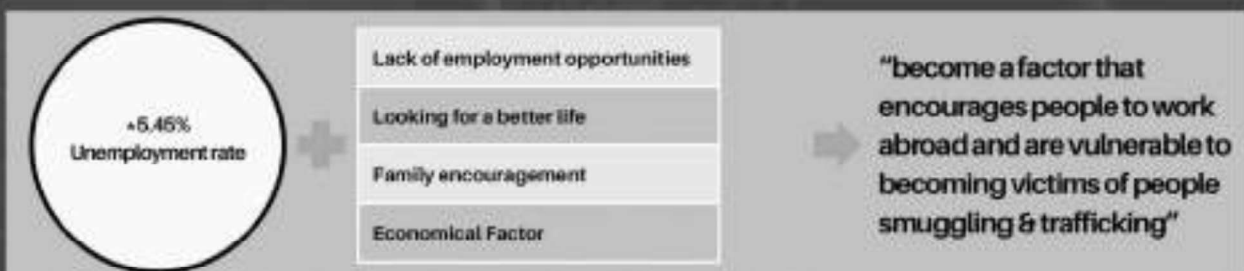 +5.45%
Unemployment rate
Lack of employment opportunities
Looking for a better life
Family encouragement
Economical Factor
"become a factor that
encourages people to work
abroad and are vulnerable to
becoming victims of people
smuggling & trafficking"